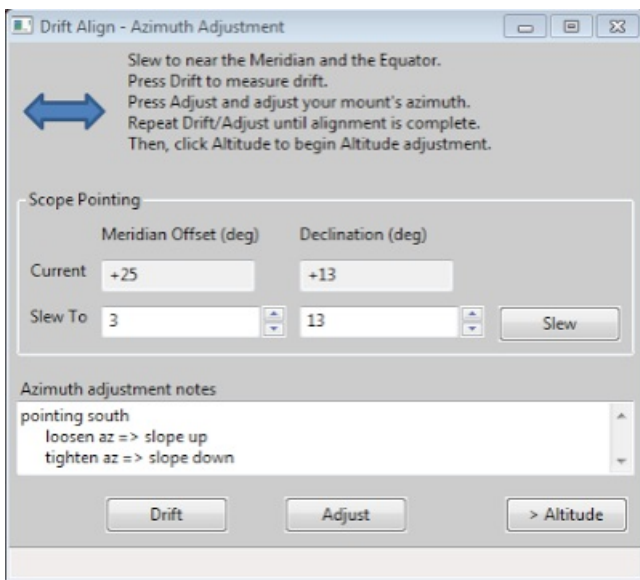 Drift Align - Azimuth Adjustment
Slew to near the Meridian and the Equator.
Press Drift to measure drift.
Press Adjust and adjust your mount's azimuth.
Repeat Drift/Adjust until alignment is complete.
Then, click Altitude to begin Altitude adjustment.
Scope Pointing
Meridian Offset (deg) Declination (deg)
Current +25 +13
Slew To 3 13 Slew
Azimuth adjustment notes
pointing south
loosen az => slope up
tighten az => slope down
Drift Adjust > Altitude